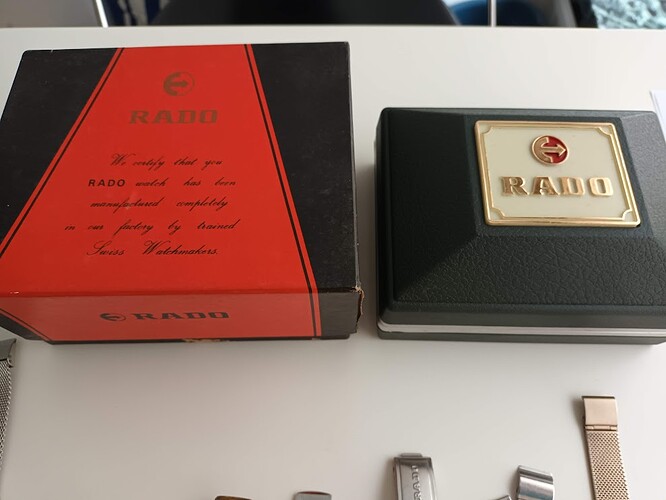 RADO
We certify that you
RADO watch has been
manufactured completely
in our factory by trained
Swiss Watchmakers.
RADO
RADO
RADO